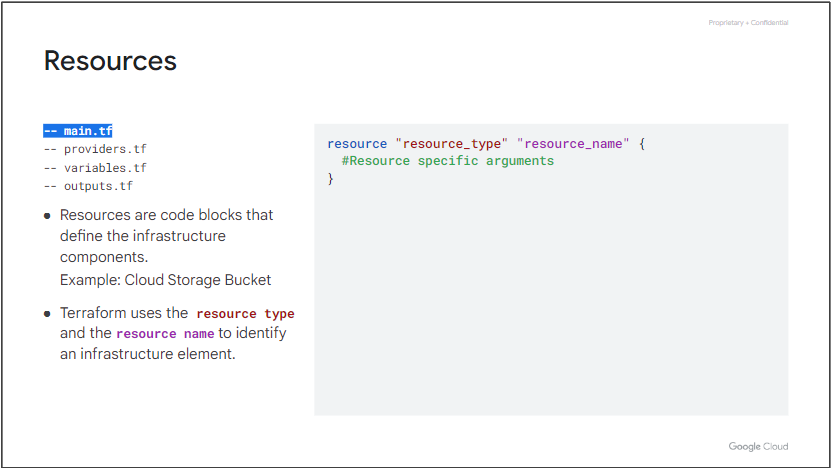 Proprietary + Confidential
Resources
-- main.tf
-- providers.tf
-- variables.tf
-- outputs.tf
● Resources are code blocks that
define the infrastructure
components.
Example: Cloud Storage Bucket
● Terraform uses the resource type
and the resource name to identify
an infrastructure element.
resource "resource_type" "resource_name" {
  #Resource specific arguments
}
Google Cloud